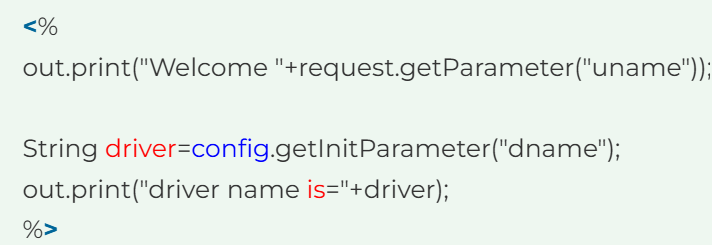 <%
out.print("Welcome "+request.getParameter("uname"));
String driver=config.getInitParameter("dname");
out.print("driver name is="+driver);
%>